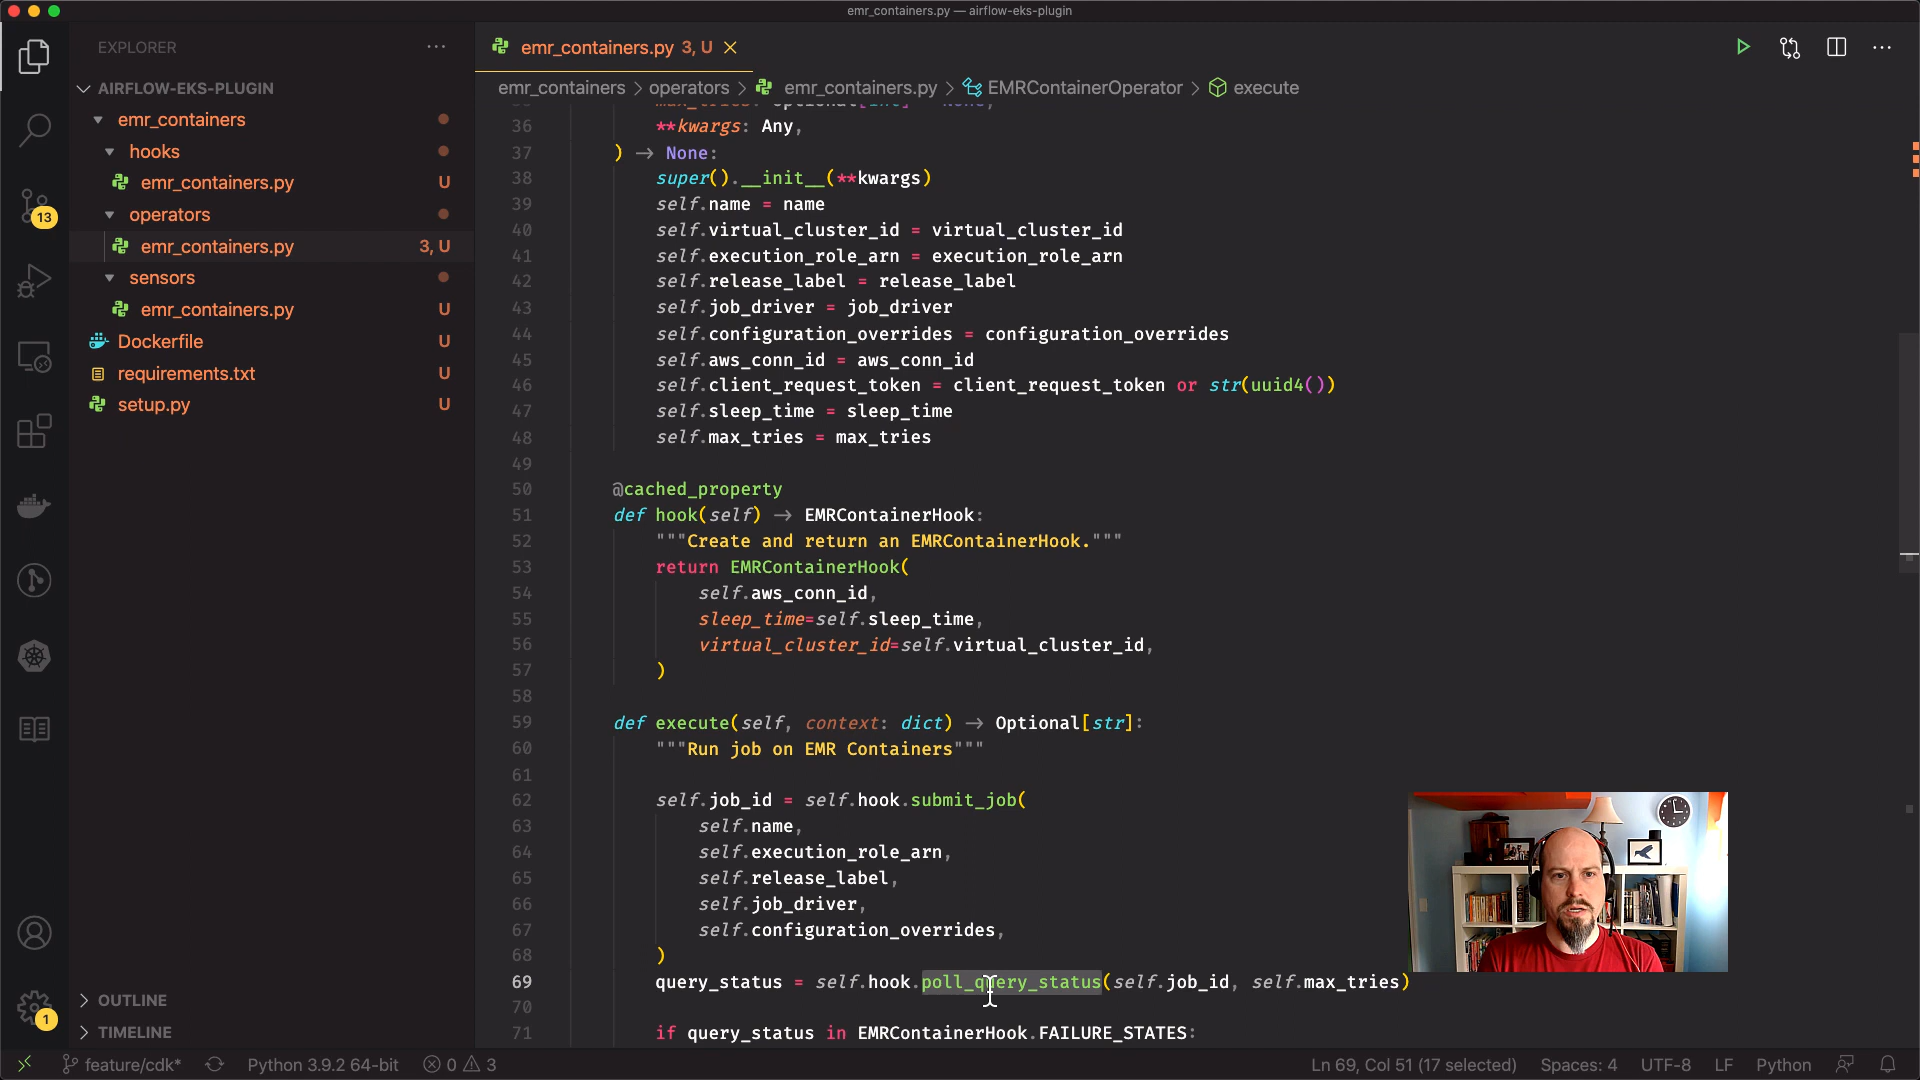 emr_containers.py — airflow-eks-plugin
EXPLORER
AIRFLOW-EKS-PLUGIN
emr_containers
hooks
emr_containers.py U
operators
emr_containers.py 3, U
sensors
emr_containers.py U
Dockerfile U
requirements.txt U
setup.py U
OUTLINE
TIMELINE
13
1
emr_containers.py 3, U
emr_containers > operators > emr_containers.py > EMRContainerOperator > execute
36 **kwargs: Any,
37 ) → None:
38 super().__init__(**kwargs)
39 self.name = name
40 self.virtual_cluster_id = virtual_cluster_id
41 self.execution_role_arn = execution_role_arn
42 self.release_label = release_label
43 self.job_driver = job_driver
44 self.configuration_overrides = configuration_overrides
45 self.aws_conn_id = aws_conn_id
46 self.client_request_token = client_request_token or str(uuid4())
47 self.sleep_time = sleep_time
48 self.max_tries = max_tries
49
50 @cached_property
51 def hook(self) → EMRContainerHook:
52 """Create and return an EMRContainerHook."""
53 return EMRContainerHook(
54 self.aws_conn_id,
55 sleep_time=self.sleep_time,
56 virtual_cluster_id=self.virtual_cluster_id,
57 )
58
59 def execute(self, context: dict) → Optional[str]:
60 """Run job on EMR Containers"""
61
62 self.job_id = self.hook.submit_job(
63 self.name,
64 self.execution_role_arn,
65 self.release_label,
66 self.job_driver,
67 self.configuration_overrides,
68 )
69 query_status = self.hook.poll_query_status(self.job_id, self.max_tries)
70
71 if query_status in EMRContainerHook.FAILURE_STATES:
feature/cdk* Python 3.9.2 64-bit 0 3 Ln 69, Col 51 (17 selected) Spaces: 4 UTF-8 LF Python